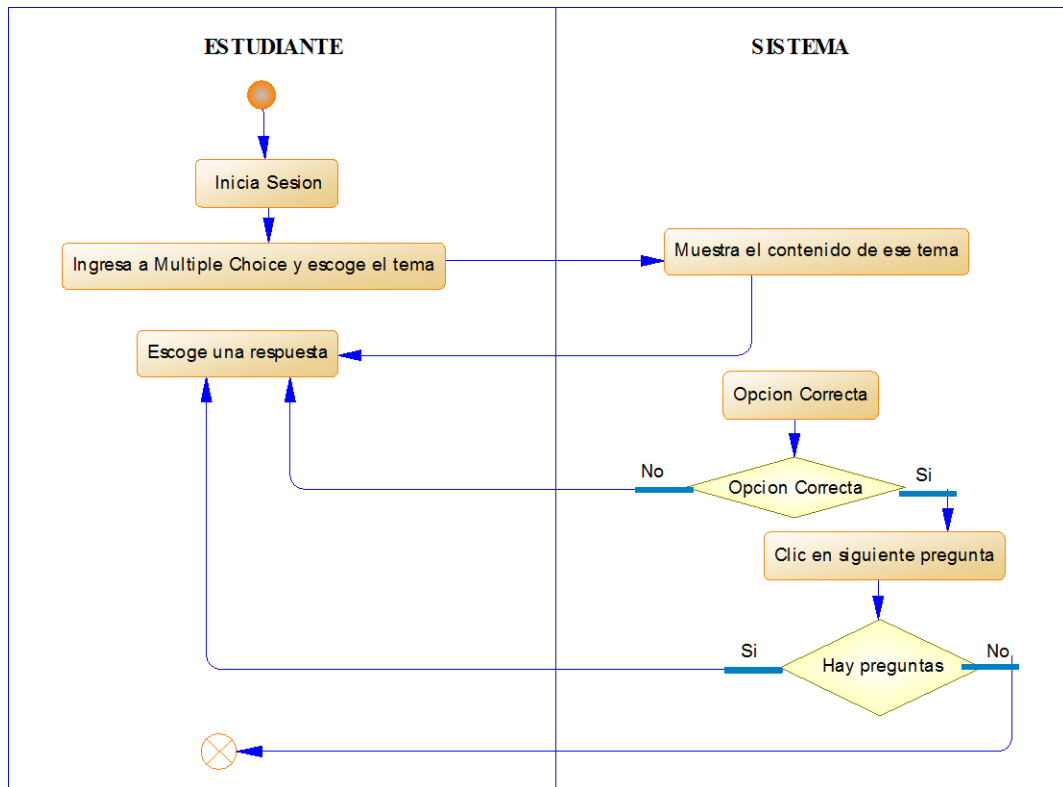 ESTUDIANTE
SISTEMA
Inicia Sesion
Ingresa a Multiple Choice y escoge el tema
Muestra el contenido de ese tema
Escoge una respuesta
Opcion Correcta
No
Opcion Correcta
Si
Clic en siguiente pregunta
Si
Hay preguntas
No